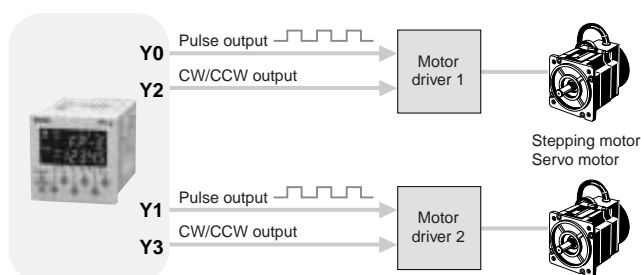 Y0
Pulse output
Motor
driver 1
Y2
CW/CCW output
Stepping motor
Servo motor
Y1
Pulse output
Motor
driver 2
Y3
CW/CCW output